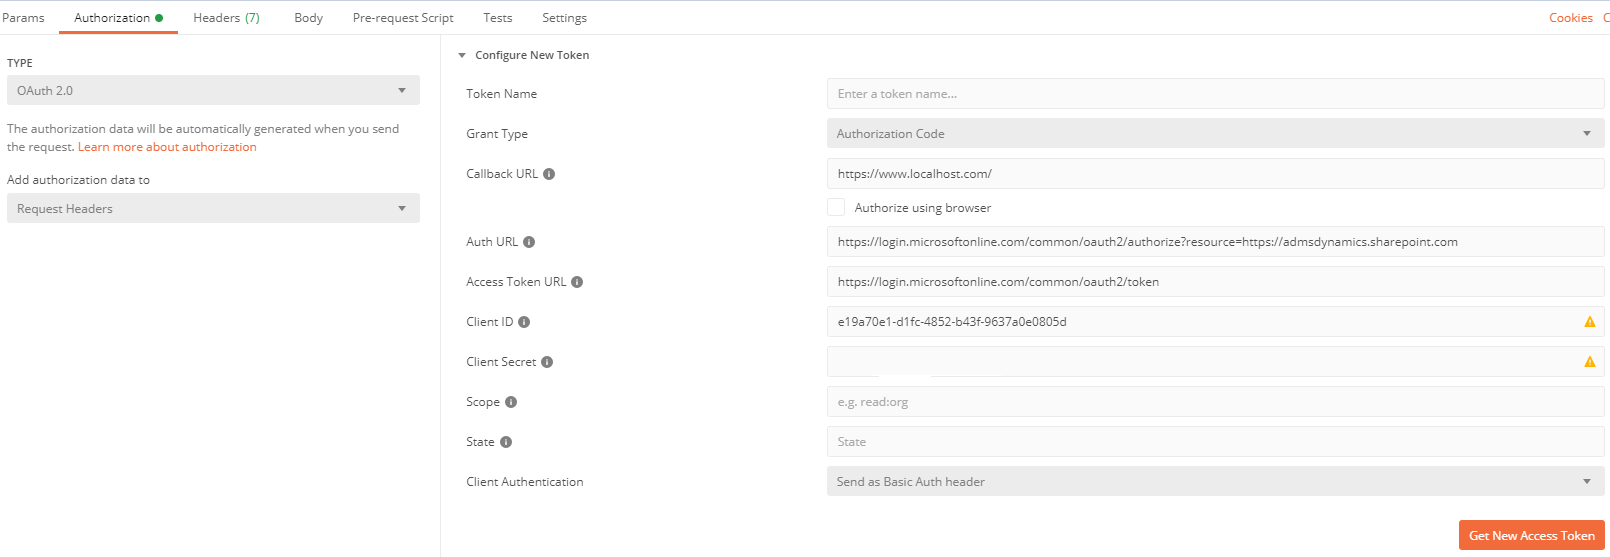 Params Authorization Headers (7) Body Pre-request Script Tests Settings Cookies
TYPE
OAuth 2.0
The authorization data will be automatically generated when you send
the request. Learn more about authorization
Add authorization data to
Request Headers
Configure New Token
Token Name Enter a token name...
Grant Type Authorization Code
Callback URL https://www.localhost.com/
Authorize using browser
Auth URL https://login.microsoftonline.com/common/oauth2/authorize?resource=https://admsdynamics.sharepoint.com
Access Token URL https://login.microsoftonline.com/common/oauth2/token
Client ID e19a70e1-d1fc-4852-b43f-9637a0e0805d
Client Secret
Scope e.g. read:org
State State
Client Authentication Send as Basic Auth header
Get New Access Token